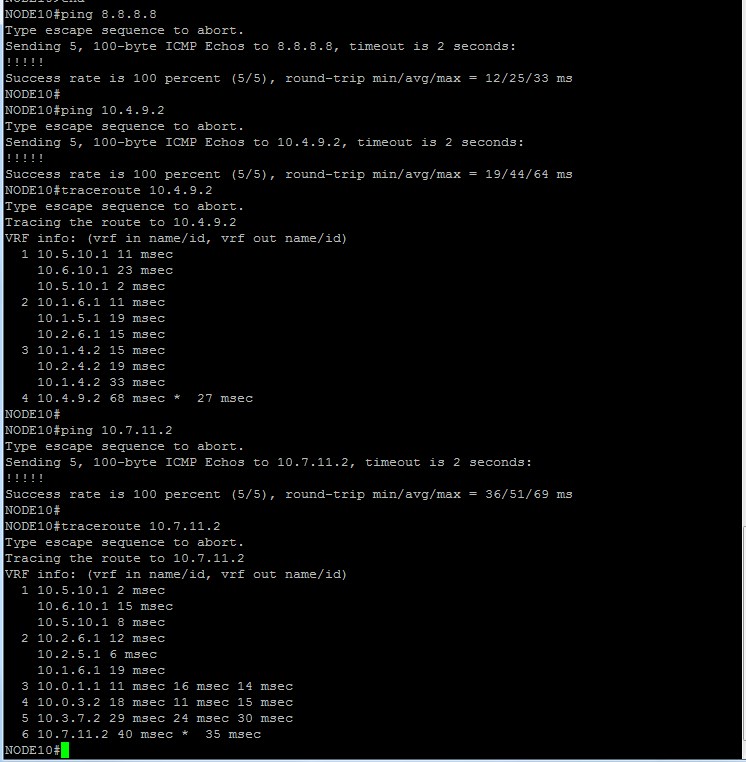 NODE10#ping 8.8.8.8
Type escape sequence to abort.
Sending 5, 100-byte ICMP Echos to 8.8.8.8, timeout is 2 seconds:
!!!!!
Success rate is 100 percent (5/5), round-trip min/avg/max = 12/25/33 ms
NODE10#
NODE10#ping 10.4.9.2
Type escape sequence to abort.
Sending 5, 100-byte ICMP Echos to 10.4.9.2, timeout is 2 seconds:
!!!!!
Success rate is 100 percent (5/5), round-trip min/avg/max = 19/44/64 ms
NODE10#traceroute 10.4.9.2
Type escape sequence to abort.
Tracing the route to 10.4.9.2
VRF info: (vrf in name/id, vrf out name/id)
  1 10.5.10.1 11 msec
    10.6.10.1 23 msec
    10.5.10.1 2 msec
  2 10.1.6.1 11 msec
    10.1.5.1 19 msec
    10.2.6.1 15 msec
  3 10.1.4.2 15 msec
    10.2.4.2 19 msec
    10.1.4.2 33 msec
  4 10.4.9.2 68 msec *  27 msec
NODE10#
NODE10#ping 10.7.11.2
Type escape sequence to abort.
Sending 5, 100-byte ICMP Echos to 10.7.11.2, timeout is 2 seconds:
!!!!!
Success rate is 100 percent (5/5), round-trip min/avg/max = 36/51/69 ms
NODE10#
NODE10#traceroute 10.7.11.2
Type escape sequence to abort.
Tracing the route to 10.7.11.2
VRF info: (vrf in name/id, vrf out name/id)
  1 10.5.10.1 2 msec
    10.6.10.1 15 msec
    10.5.10.1 8 msec
  2 10.2.6.1 12 msec
    10.2.5.1 6 msec
    10.1.6.1 19 msec
  3 10.0.1.1 11 msec 16 msec 14 msec
  4 10.0.3.2 18 msec 11 msec 15 msec
  5 10.3.7.2 29 msec 24 msec 30 msec
  6 10.7.11.2 40 msec *  35 msec
NODE10#